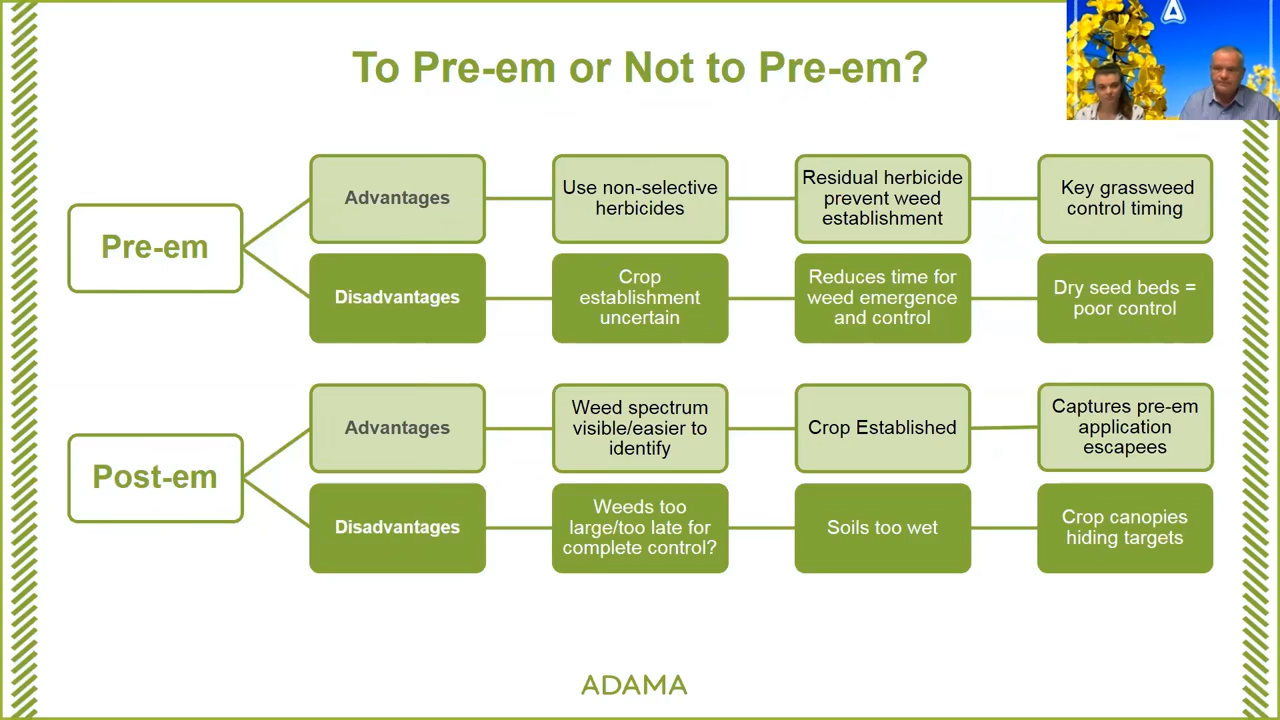 To Pre-em or Not to Pre-em?
Pre-em
Advantages
Use non-selective
herbicides
Residual herbicide
prevent weed
establishment
Key grassweed
control timing
Disadvantages
Crop
establishment
uncertain
Reduces time for
weed emergence
and control
Dry seed beds =
poor control
Post-em
Advantages
Weed spectrum
visible/easier to
identify
Crop Established
Captures pre-em
application
escapees
Disadvantages
Weeds too
large/too late for
complete control?
Soils too wet
Crop canopies
hiding targets
ADAMA